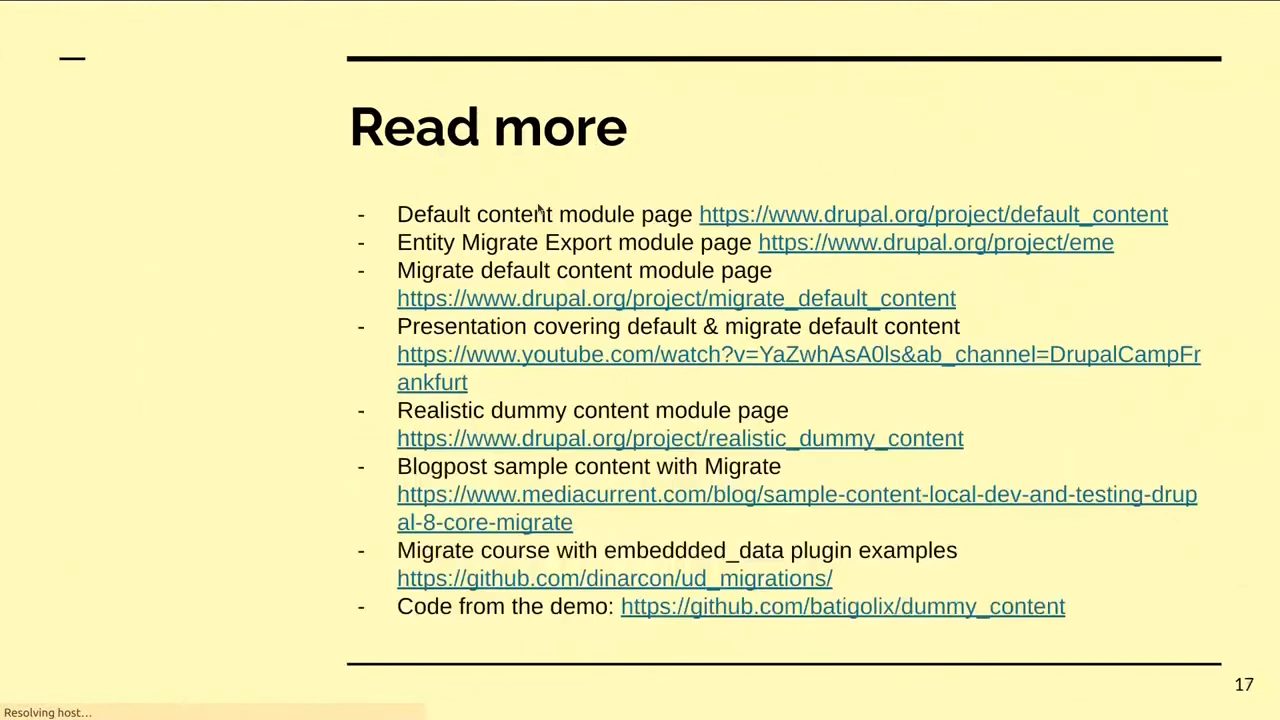 Read more
- Default content module page https://www.drupal.org/project/default_content
- Entity Migrate Export module page https://www.drupal.org/project/eme
- Migrate default content module page
https://www.drupal.org/project/migrate_default_content
- Presentation covering default & migrate default content
https://www.youtube.com/watch?v=YaZwhAsA0ls&ab_channel=DrupalCampFr
ankfurt
- Realistic dummy content module page
https://www.drupal.org/project/realistic_dummy_content
- Blogpost sample content with Migrate
https://www.mediacurrent.com/blog/sample-content-local-dev-and-testing-drup
al-8-core-migrate
- Migrate course with embeddded_data plugin examples
https://github.com/dinarcon/ud_migrations/
- Code from the demo: https://github.com/batigolix/dummy_content
17
Resolving host…